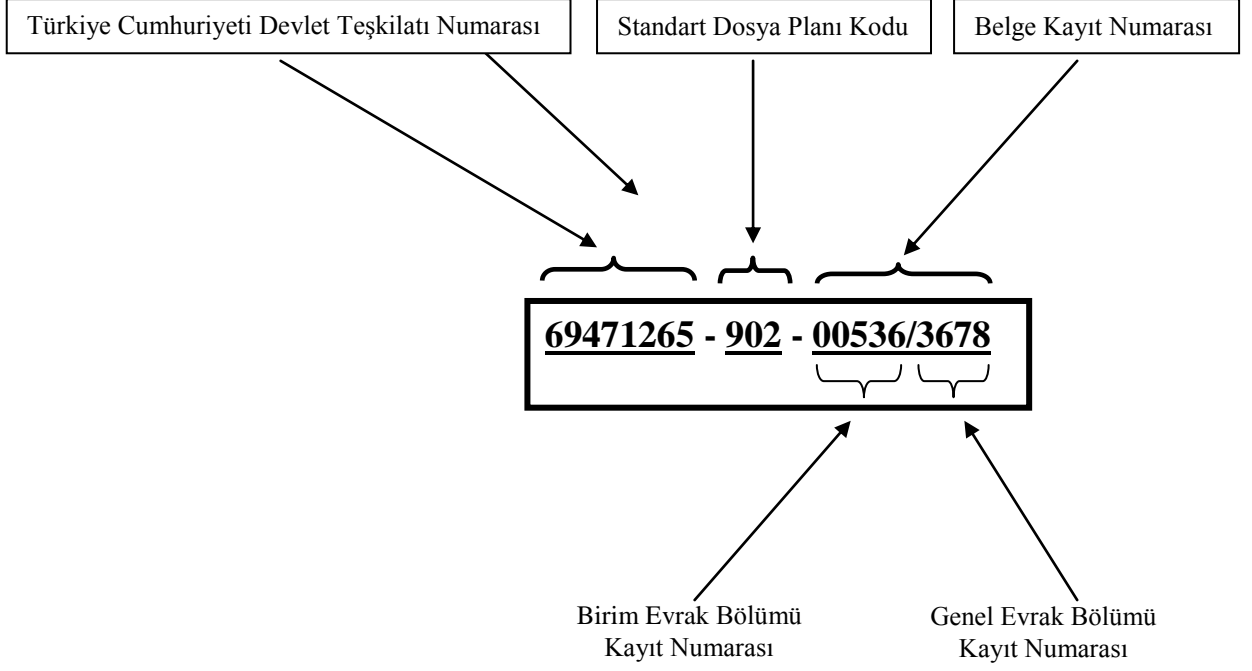 Türkiye Cumhuriyeti Devlet Teşkilatı Numarası
Standart Dosya Planı Kodu
Belge Kayıt Numarası
69471265 - 902 - 00536/3678
Birim Evrak Bölümü
Kayıt Numarası
Genel Evrak Bölümü
Kayıt Numarası